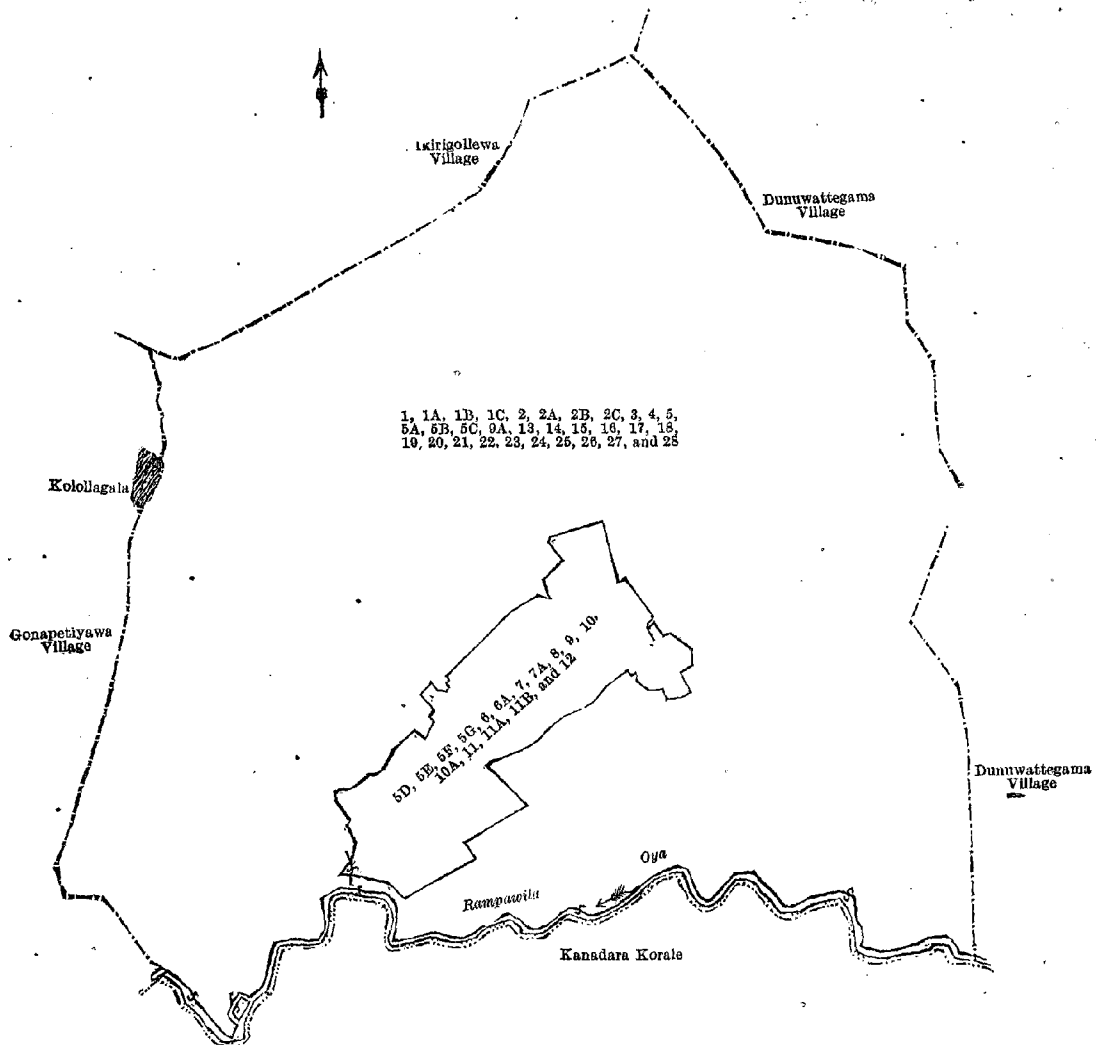 Ikirigollewa
Village
Dunuwattegama
Village
1, 1A, 1B, 1C, 2, 2A, 2B, 2C, 3, 4, 5,
5A, 5B, 5C, 9A, 13, 14, 15, 16, 17, 18,
19, 20, 21, 22, 23, 24, 25, 26, 27, and 28
Kolollagala
Gonapetiyawa
Village
5D, 5E, 5F, 5G, 6, 6A, 7, 7A, 8, 9, 10,
10A, 11, 11A, 11B, and 12
Dunuwattegama
Village
Rampawila Oya
Kanadara Korale